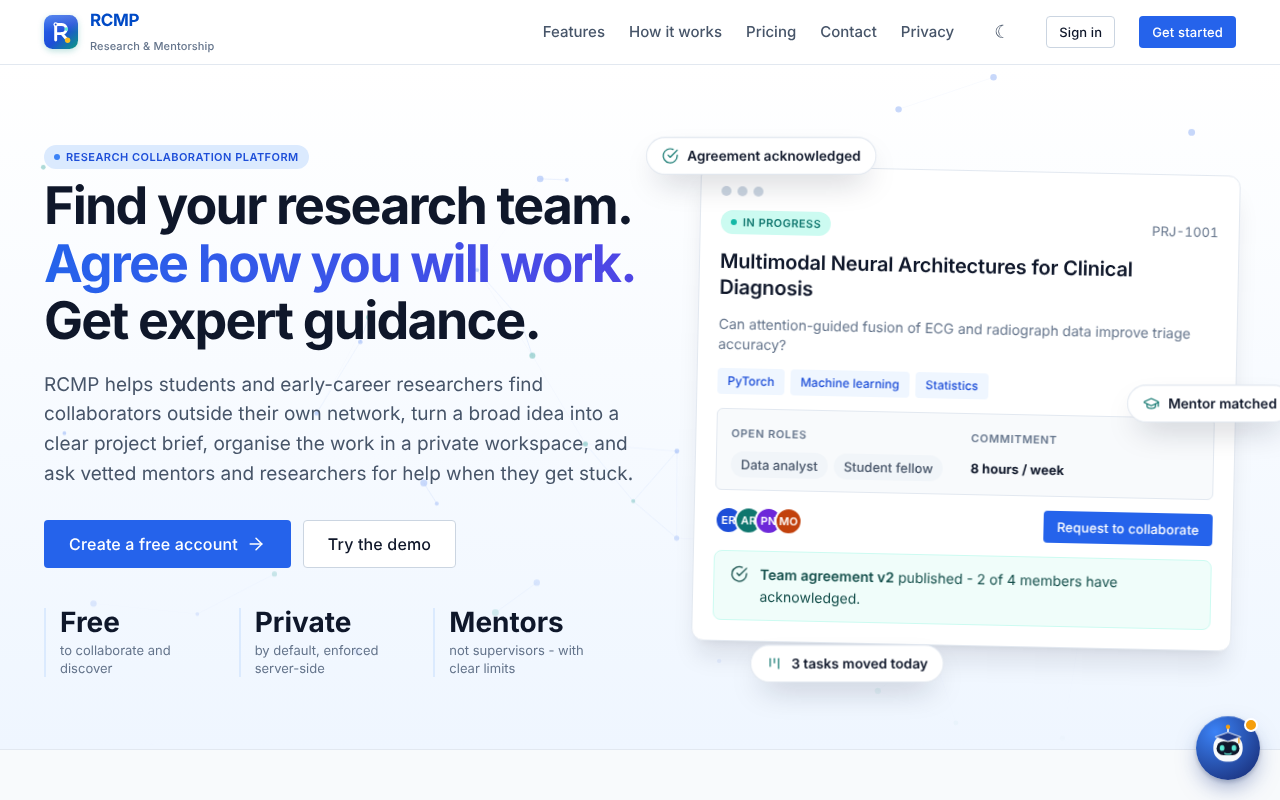 RCMP
Research & Mentorship
Features
How it works
Pricing
Contact
Privacy
Sign in
Get started
RESEARCH COLLABORATION PLATFORM
Find your research team.
Agree how you will work.
Get expert guidance.
RCMP helps students and early-career researchers find
collaborators outside their own network, turn a broad idea into a
clear project brief, organise the work in a private workspace, and
ask vetted mentors and researchers for help when they get stuck.
Create a free account
Try the demo
Free
to collaborate and
discover
Private
by default, enforced
server-side
Mentors
not supervisors - with
clear limits
Agreement acknowledged
IN PROGRESS
PRJ-1001
Multimodal Neural Architectures for Clinical
Diagnosis
Can attention-guided fusion of ECG and radiograph data improve triage
accuracy?
PyTorch
Machine learning
Statistics
Mentor matched
OPEN ROLES
Data analyst
Student fellow
COMMITMENT
8 hours / week
ER
AR
PN
MO
Request to collaborate
Team agreement v2 published - 2 of 4 members have
acknowledged.
3 tasks moved today